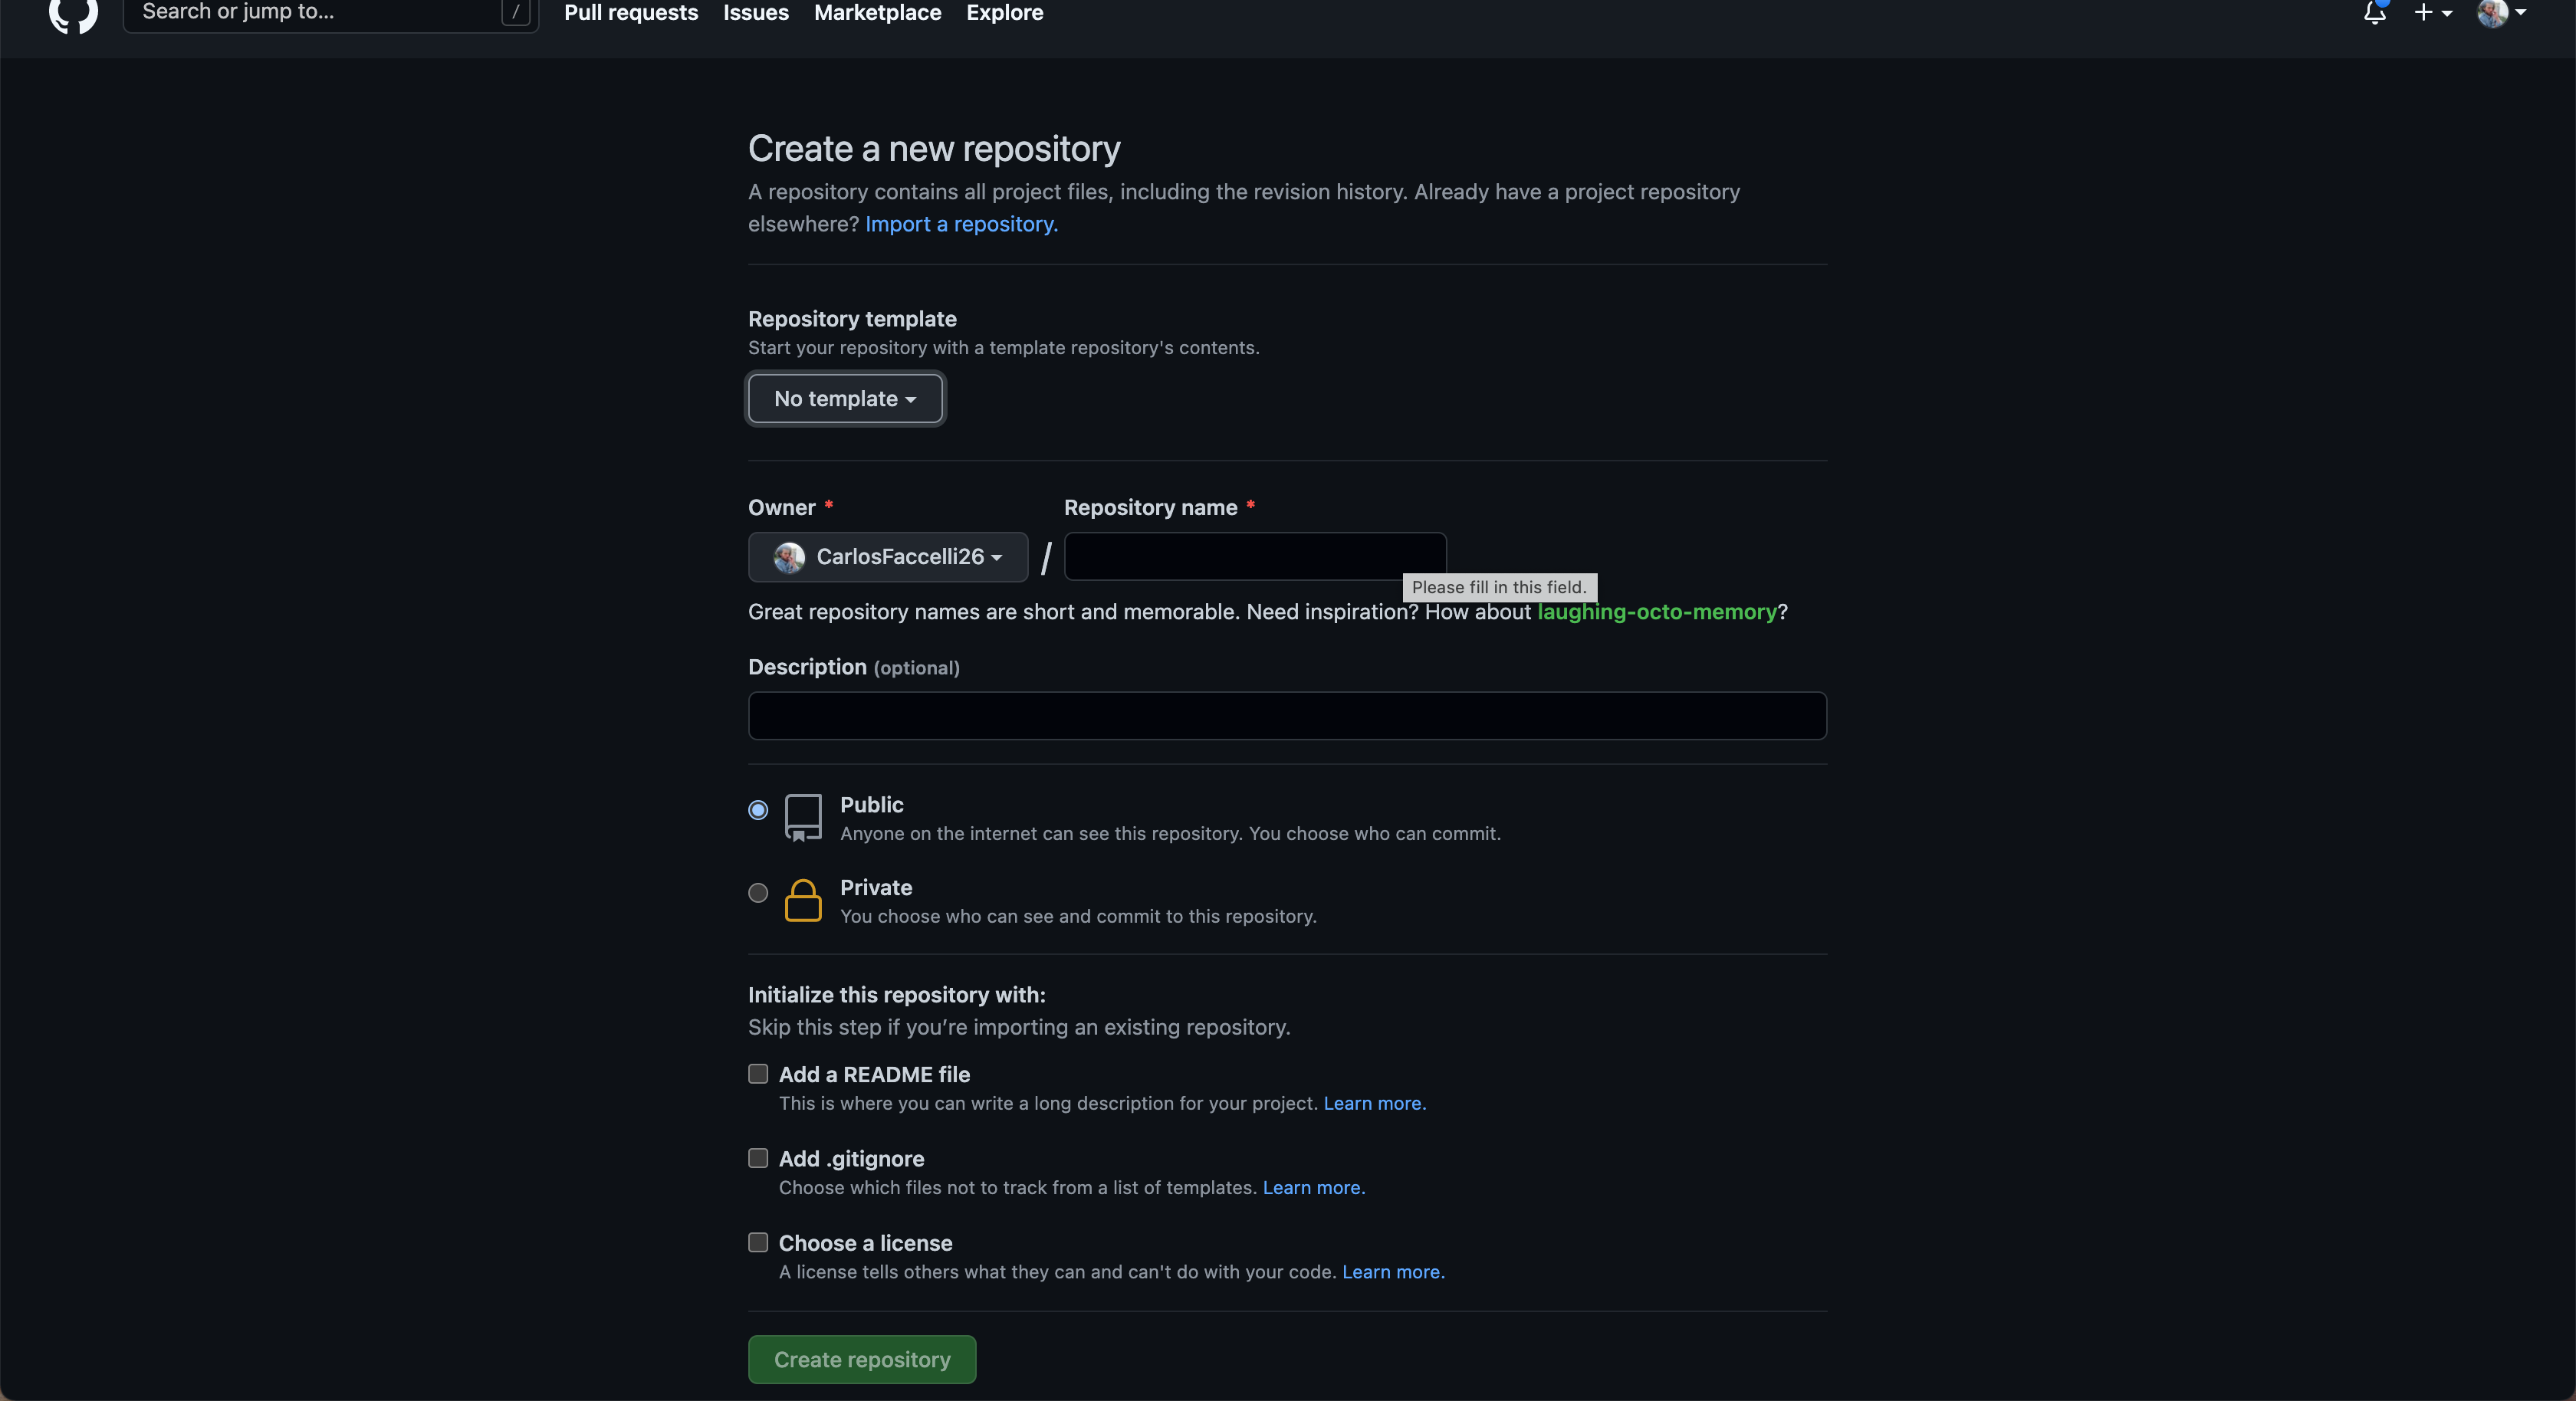 Search or jump to... /
Pull requests Issues Marketplace Explore
Create a new repository
A repository contains all project files, including the revision history. Already have a project repository
elsewhere? Import a repository.
Repository template
Start your repository with a template repository's contents.
No template
Owner * Repository name *
CarlosFaccelli26 /
Please fill in this field.
Great repository names are short and memorable. Need inspiration? How about laughing-octo-memory?
Description (optional)
Public
Anyone on the internet can see this repository. You choose who can commit.
Private
You choose who can see and commit to this repository.
Initialize this repository with:
Skip this step if you’re importing an existing repository.
Add a README file
This is where you can write a long description for your project. Learn more.
Add .gitignore
Choose which files not to track from a list of templates. Learn more.
Choose a license
A license tells others what they can and can't do with your code. Learn more.
Create repository